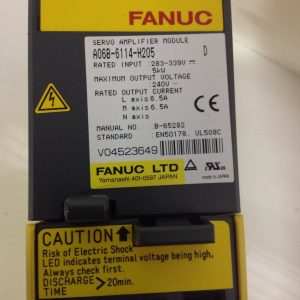 FANUC
SERVO AMPLIFIER MODULE
A06B-6114-H205 D
RATED INPUT : 283-339V ⎓
5kW
MAXIMUM OUTPUT VOLTAGE
240V ~
RATED OUTPUT CURRENT
L axis 6.5A
M axis 6.5A
N axis
MANUAL NO. : B-65282
STANDARD : EN50178, UL508C
V04523649
FANUC LTD
Yamanashi 401-0597, JAPAN
MADE IN JAPAN
CAUTION
Risk of Electric Shock
LED indicates terminal voltage being high.
Always check first.
DISCHARGE > 20min.